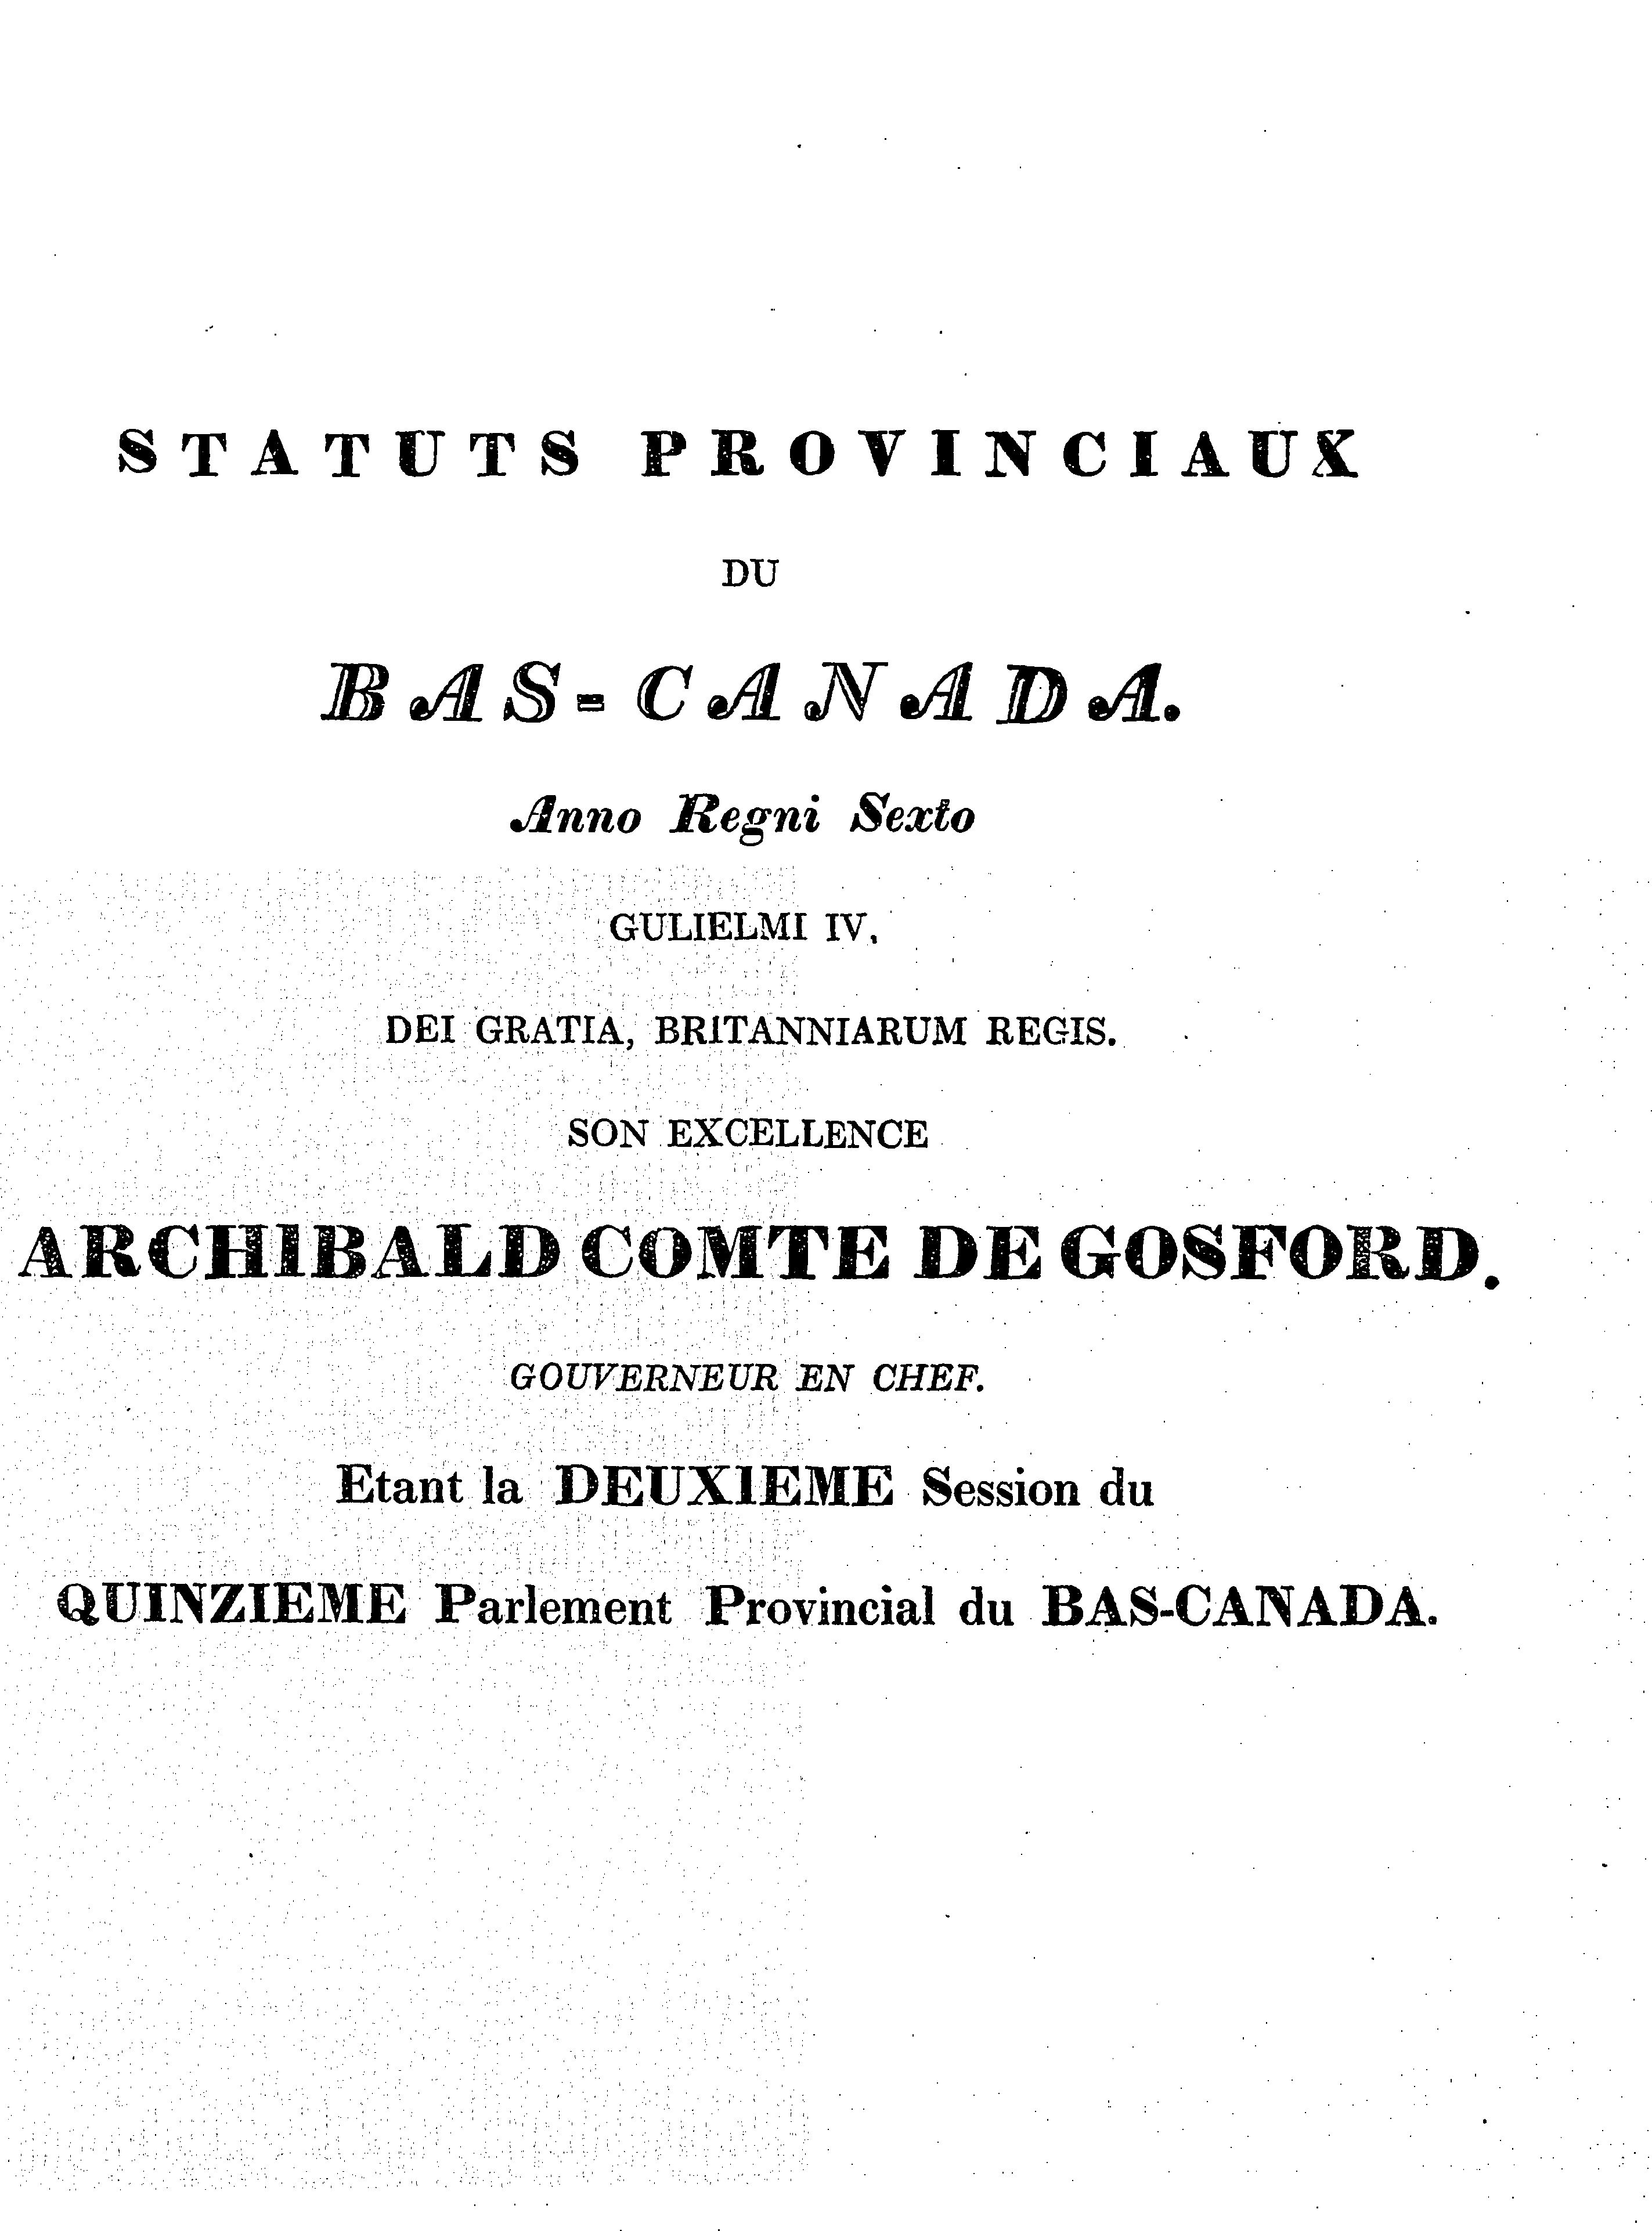 STATUTS PROVINCIAUX
DU
BAS-CANADA.
Anno Regni Sexto
GULIELMI IV,
DEI GRATIA, BRITANNIARUM REGIS.
SON EXCELLENCE
ARCHIBALD COMTE DE GOSFORD.
GOUVERNEUR EN CHEF.
Etant la DEUXIEME Session du
QUINZIEME Parlement Provincial du BAS-CANADA.